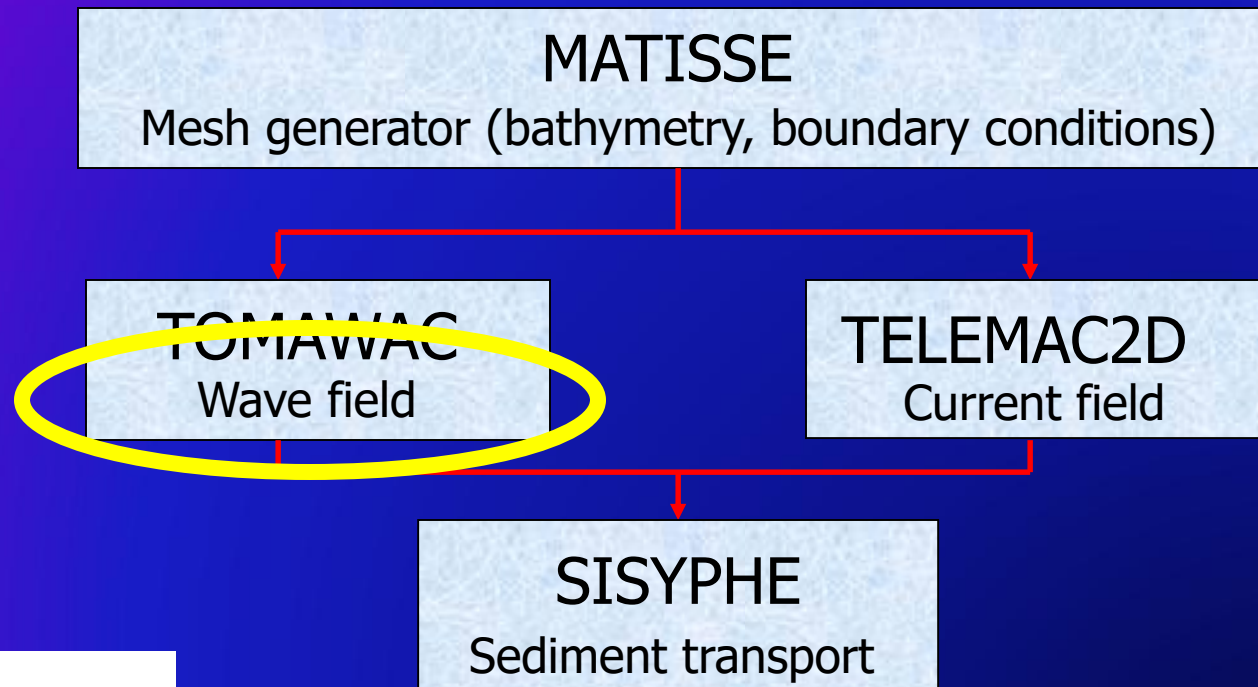 MATISSE
Mesh generator (bathymetry, boundary conditions)
TOMAWAC
Wave field
TELEMAC2D
Current field
SISYPHE
Sediment transport